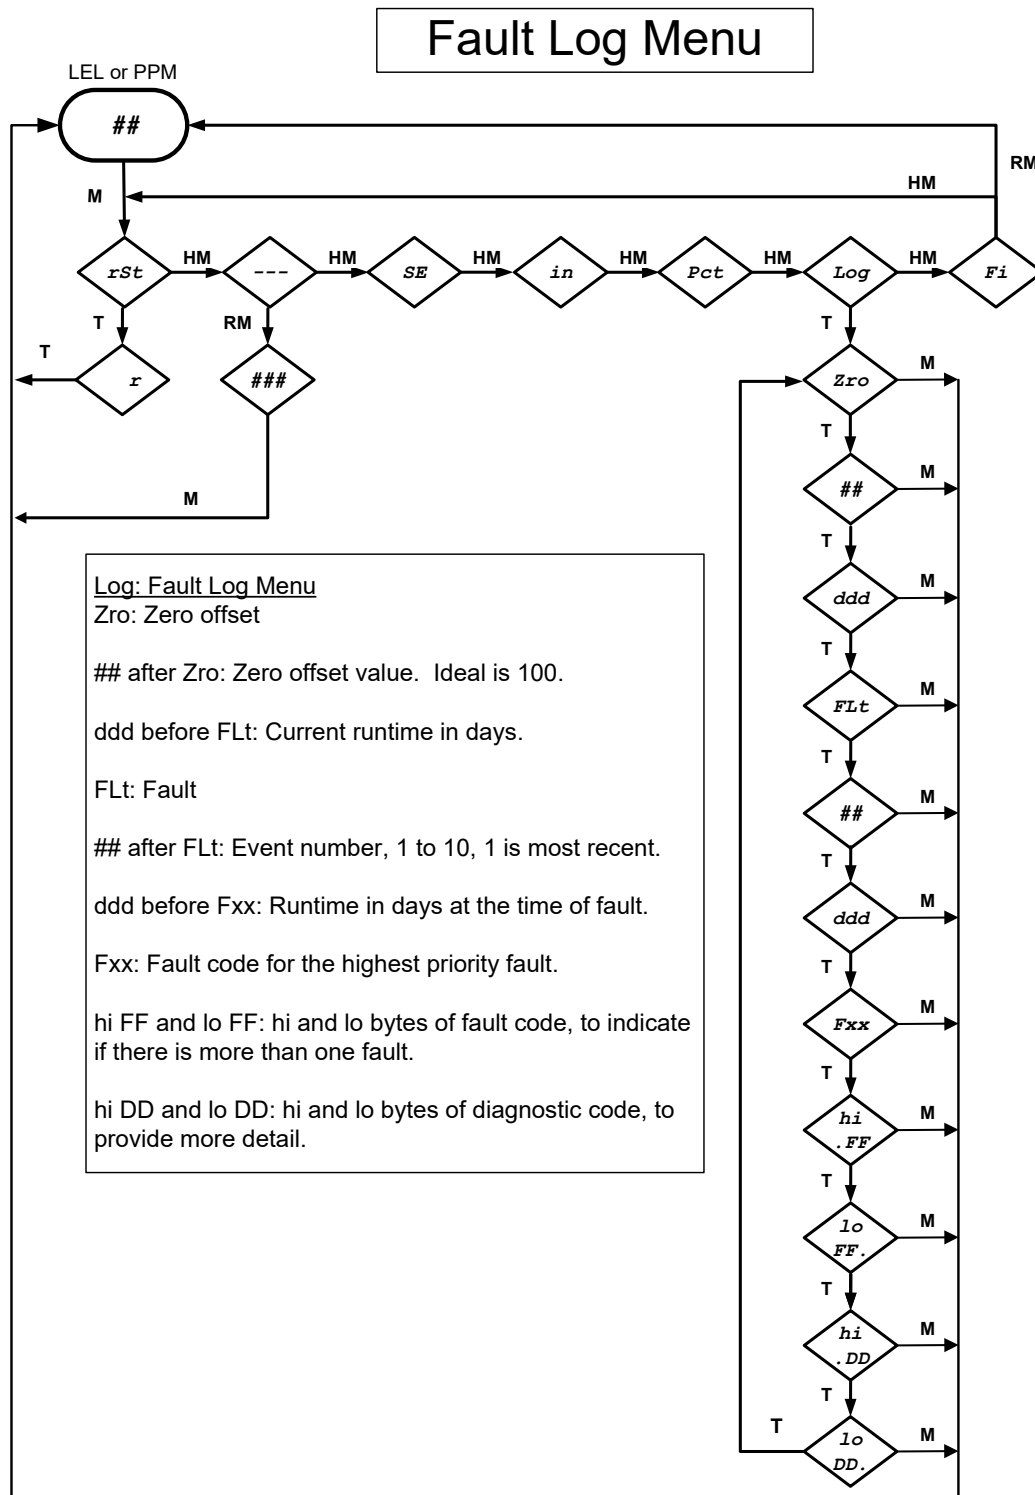 Fault Log Menu
LEL or PPM
##
RM
HM
M
rSt
HM
---
HM
SE
HM
in
HM
Pct
HM
Log
HM
Fi
T
RM
T
T
r
###
Zro
M
T
M
##
M
T
ddd
M
T
FLt
M
T
##
M
T
ddd
M
T
Fxx
M
T
hi
.FF
M
T
lo
FF.
M
T
hi
.DD
M
T
T
lo
DD.
M
Log: Fault Log Menu
Zro: Zero offset
## after Zro: Zero offset value.  Ideal is 100.
ddd before FLt: Current runtime in days.
FLt: Fault
## after FLt: Event number, 1 to 10, 1 is most recent.
ddd before Fxx: Runtime in days at the time of fault.
Fxx: Fault code for the highest priority fault.
hi FF and lo FF: hi and lo bytes of fault code, to indicate
if there is more than one fault.
hi DD and lo DD: hi and lo bytes of diagnostic code, to
provide more detail.